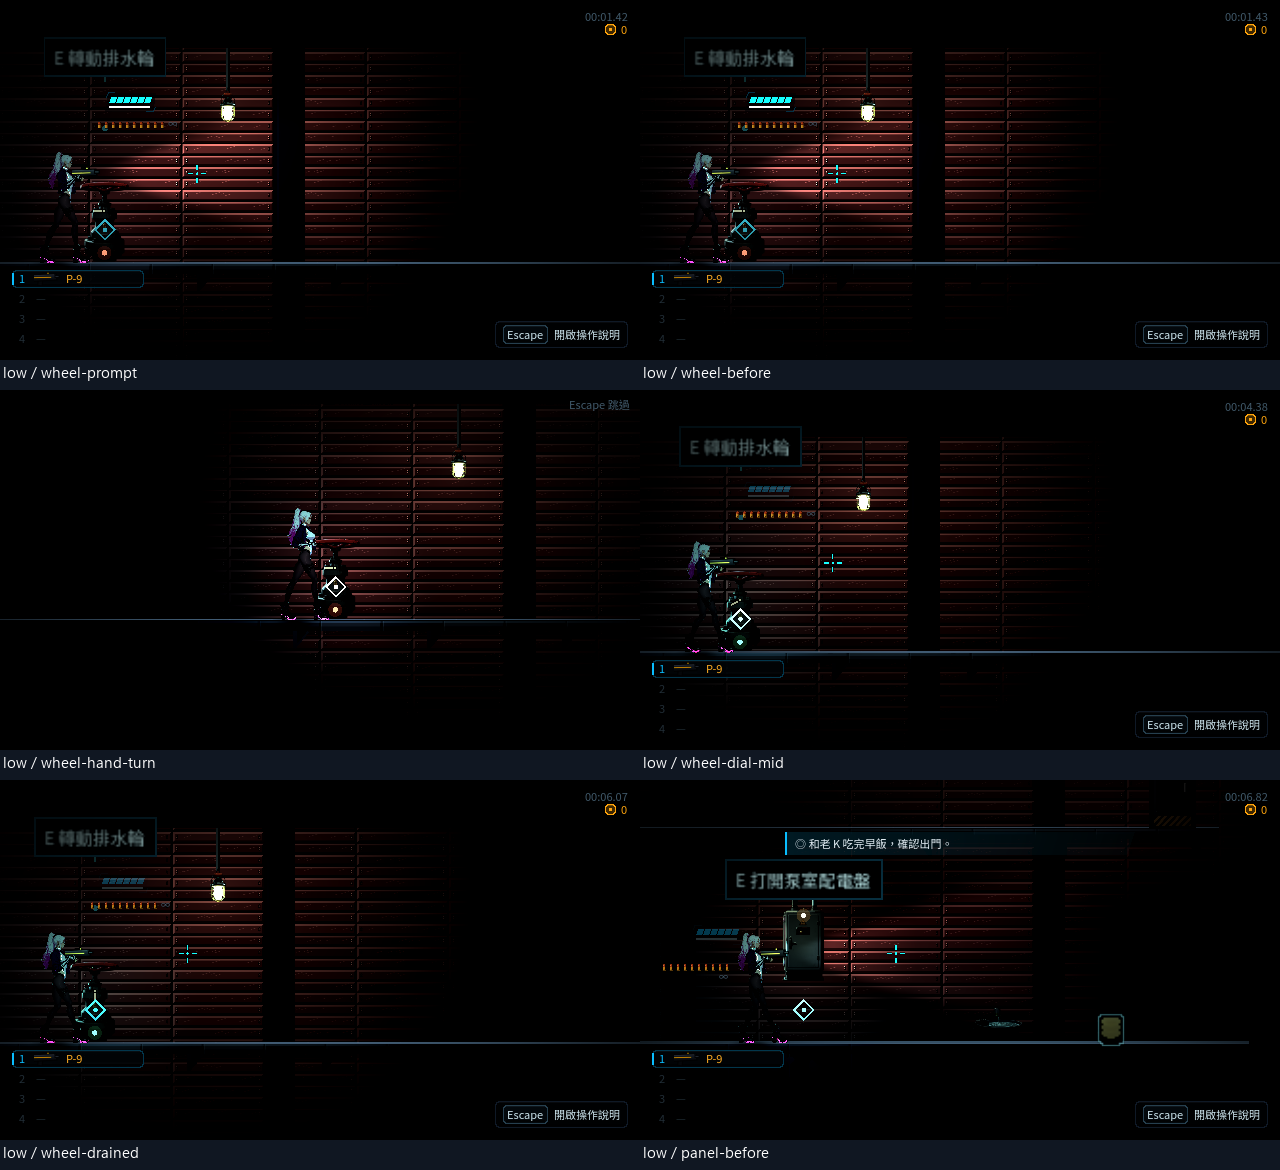 00:01.42
0
E 轉動排水輪
1 P-9
2 —
3 —
4 —
Escape 開啟操作說明
low / wheel-prompt
00:01.43
0
E 轉動排水輪
1 P-9
2 —
3 —
4 —
Escape 開啟操作說明
low / wheel-before
Escape 跳過
low / wheel-hand-turn
00:04.38
0
E 轉動排水輪
∞
1 P-9
2 —
3 —
4 —
Escape 開啟操作說明
low / wheel-dial-mid
00:06.07
0
E 轉動排水輪
∞
1 P-9
2 —
3 —
4 —
Escape 開啟操作說明
low / wheel-drained
00:06.82
0
◎ 和老 K 吃完早飯，確認出門。
E 打開泵室配電盤
∞
1 P-9
2 —
3 —
4 —
Escape 開啟操作說明
low / panel-before